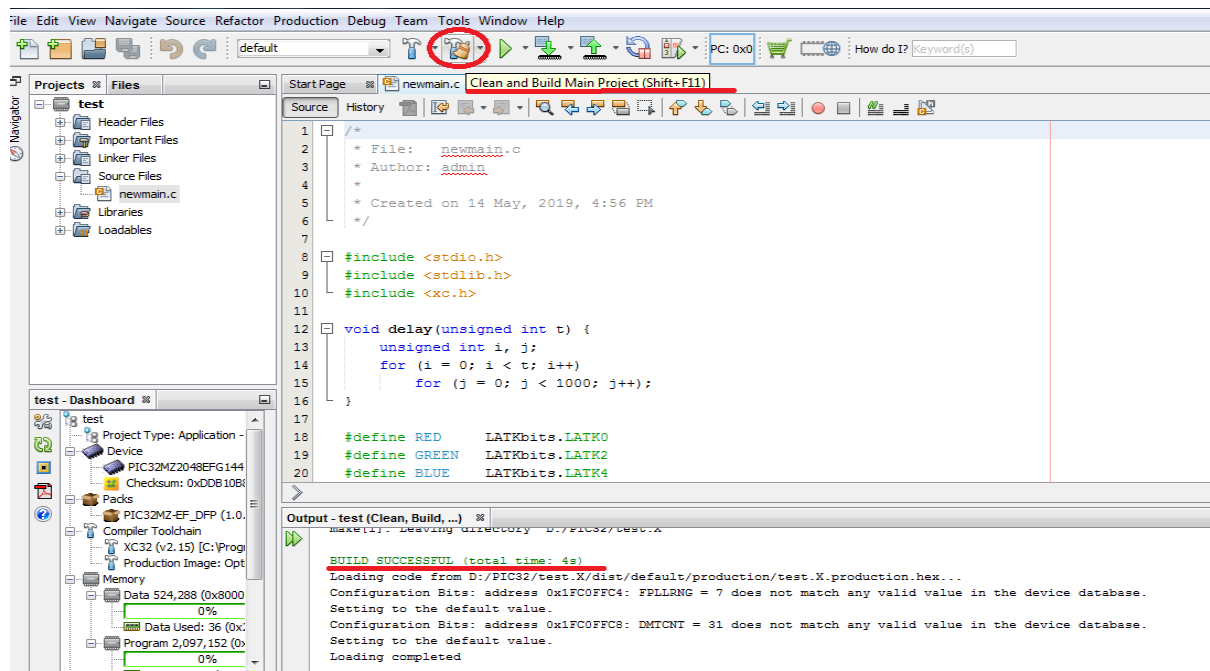 File Edit View Navigate Source Refactor Production Debug Team Tools Window Help
default
PC: 0x0
How do I?
Keyword(s)
Projects
Files
Navigator
test
Header Files
Important Files
Linker Files
Source Files
newmain.c
Libraries
Loadables
Start Page
newmain.c
Clean and Build Main Project (Shift+F11)
Source
History
1 /*
2 * File: newmain.c
3 * Author: admin
4 *
5 * Created on 14 May, 2019, 4:56 PM
6 */
7
8 #include <stdio.h>
9 #include <stdlib.h>
10 #include <xc.h>
11
12 void delay(unsigned int t) {
13 unsigned int i, j;
14 for (i = 0; i < t; i++)
15 for (j = 0; j < 1000; j++);
16 }
17
18 #define RED LATKbits.LATK0
19 #define GREEN LATKbits.LATK2
20 #define BLUE LATKbits.LATK4
test - Dashboard
test
Project Type: Application -
Device
PIC32MZ2048EFG144
Checksum: 0xDDB10B8
Packs
PIC32MZ-EF_DFP (1.0.
Compiler Toolchain
XC32 (v2.15) [C:\Progr
Production Image: Opt
Memory
Data 524,288 (0x8000
0%
Data Used: 36 (0x
Program 2,097,152 (0x
0%
Output - test (Clean, Build, ...)
make[1]: Leaving directory 'D:/PIC32/test.X'
BUILD SUCCESSFUL (total time: 4s)
Loading code from D:/PIC32/test.X/dist/default/production/test.X.production.hex...
Configuration Bits: address 0x1FC0FFC4: FPLLRNG = 7 does not match any valid value in the device database.
Setting to the default value.
Configuration Bits: address 0x1FC0FFC8: DMTCNT = 31 does not match any valid value in the device database.
Setting to the default value.
Loading completed